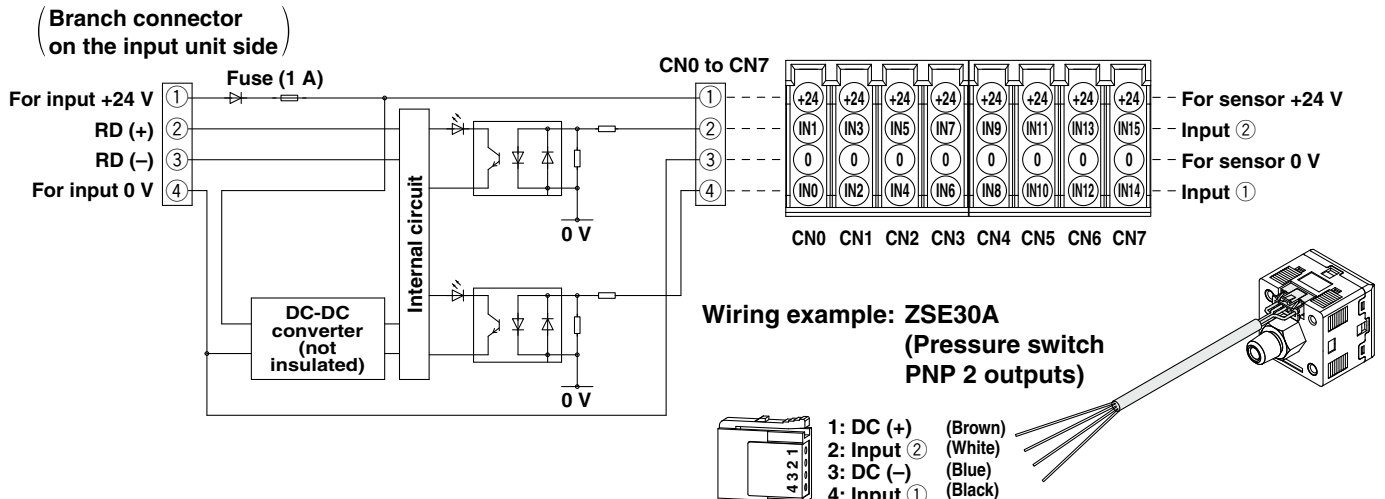 Branch connector
on the input unit side
Fuse (1 A)
For input +24 V
RD (+)
RD (–)
For input 0 V
1
2
3
4
DC-DC
converter
(not
insulated)
Internal circuit
0 V
0 V
CN0 to CN7
1
2
3
4
+24 +24 +24 +24 +24 +24 +24 +24
IN1 IN3 IN5 IN7 IN9 IN11 IN13 IN15
0 0 0 0 0 0 0 0
IN0 IN2 IN4 IN6 IN8 IN10 IN12 IN14
CN0 CN1 CN2 CN3 CN4 CN5 CN6 CN7
For sensor +24 V
Input ②
For sensor 0 V
Input ①
Wiring example: ZSE30A
(Pressure switch
PNP 2 outputs)
4 3 2 1
1: DC (+) (Brown)
2: Input ② (White)
3: DC (–) (Blue)
4: Input ① (Black)